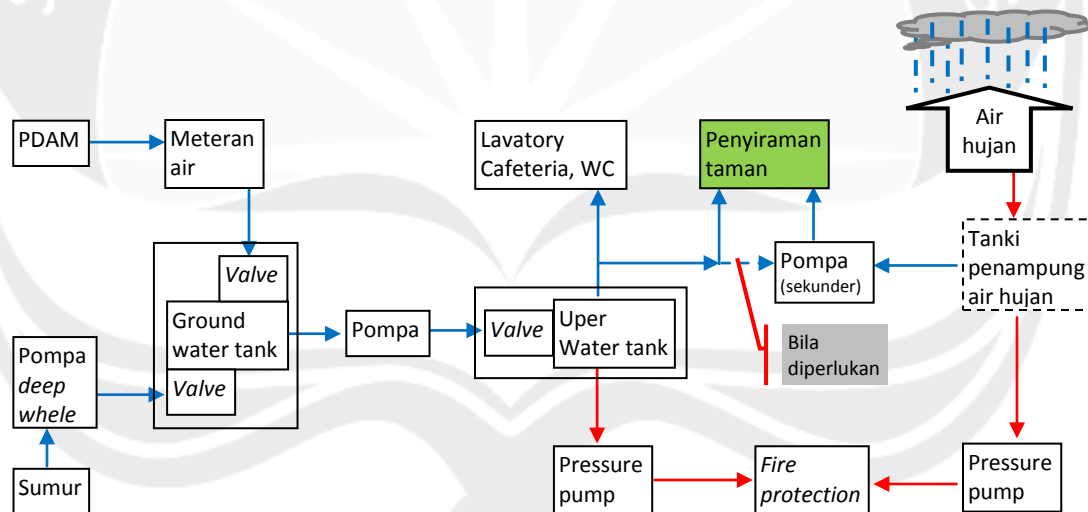 Air
hujan
PDAM
Meteran
air
Lavatory
Cafeteria, WC
Penyiraman
taman
Valve
Ground
water tank
Valve
Pompa
Valve
Uper
Water tank
Pompa
(sekunder)
Tanki
penampung
air hujan
Bila
diperlukan
Pompa
deep
whele
Sumur
Pressure
pump
Fire
protection
Pressure
pump